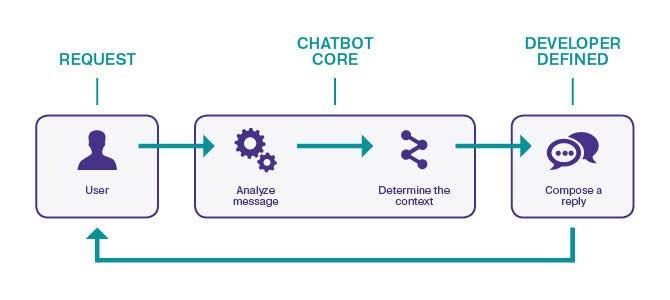 REQUEST
CHATBOT
CORE
DEVELOPER
DEFINED
User
Analyze
message
Determine the
context
Compose a
reply